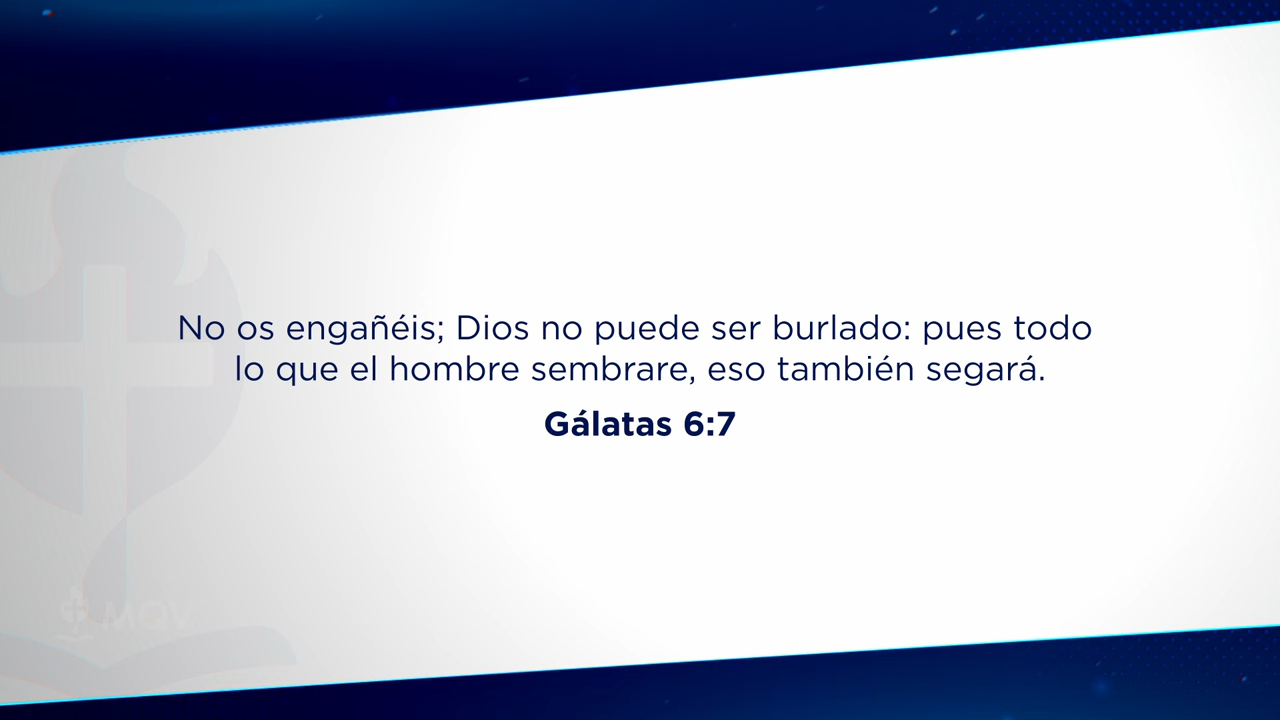 No os engañéis; Dios no puede ser burlado: pues todo
lo que el hombre sembrare, eso también segará.
Gálatas 6:7